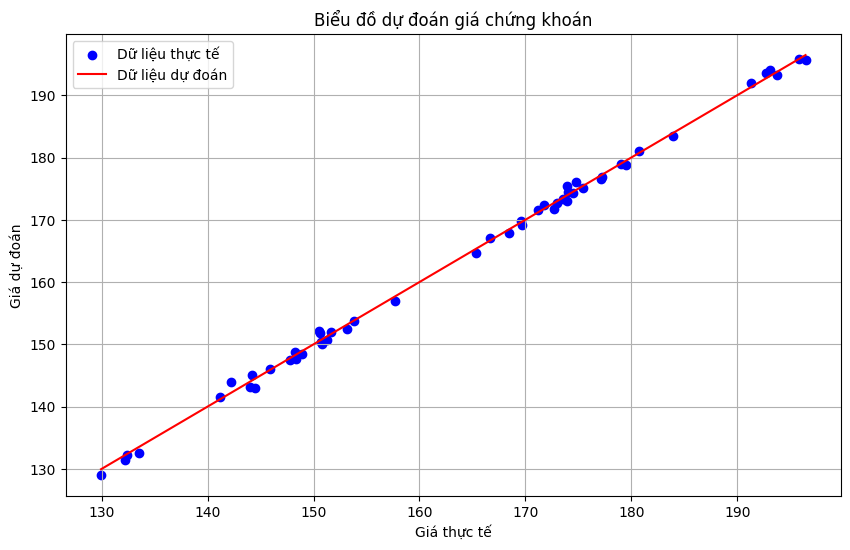 Biểu đồ dự đoán giá chứng khoán
Dữ liệu thực tế
Dữ liệu dự đoán
190
180
170
160
150
140
130
Giá dự đoán
130 140 150 160 170 180 190
Giá thực tế